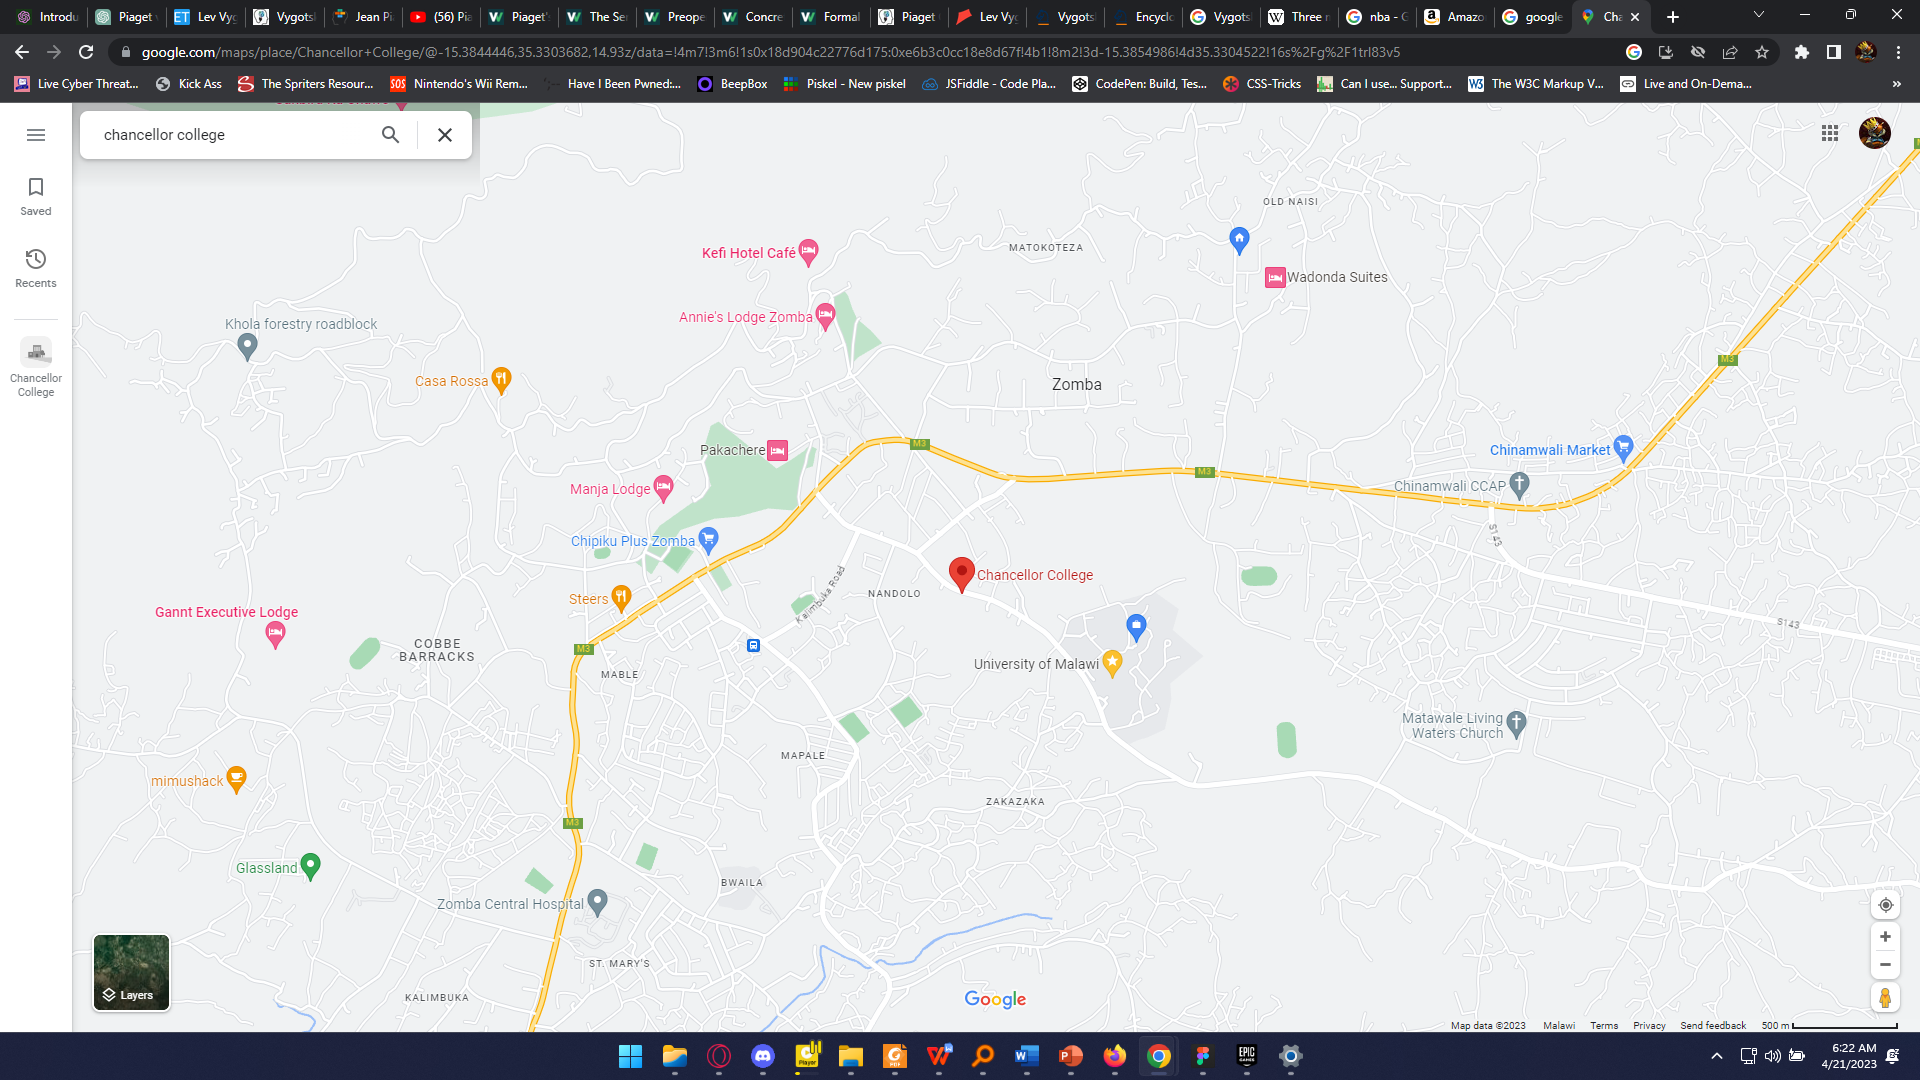 Introdu
Piaget v
Lev Vyg
Vygots
Jean Pi
(56) Pia
Piaget'
The Se
Preope
Concre
Formal
Piaget
Lev Vyg
Vygots
Encyclo
Vygots
Three
nba - G
Amazo
google
Cha
google.com/maps/place/Chancellor+College/@-15.3844446,35.3303682,14.93z/data=!4m7!3m6!1s0x18d904c22776d175:0xe6b3c0cc18e8d67f!4b1!8m2!3d-15.3854986!4d35.3304522!16s%2Fg%2F1trl83v5
Live Cyber Threat...
Kick Ass
The Spriters Resour...
Nintendo's Wii Rem...
Have I Been Pwned:...
BeepBox
Piskel - New piskel
JSFiddle - Code Pla...
CodePen: Build, Tes...
CSS-Tricks
Can I use... Support...
The W3C Markup V...
Live and On-Dema...
chancellor college
Saved
Recents
Chancellor
College
OLD NAISI
MATOKOTEZA
Kefi Hotel Café
Wadonda Suites
Annie's Lodge Zomba
Khola forestry roadblock
Casa Rossa
Zomba
M3
M3
M3
Pakachere
Chinamwali Market
Chinamwali CCAP
Manja Lodge
S143
Chipiku Plus Zomba
Chancellor College
Kalimbuka Road
NANDOLO
Steers
Gannt Executive Lodge
S143
COBBE
BARRACKS
M3
University of Malawi
MABLE
Matawale Living
Waters Church
MAPALE
mimushack
ZAKAZAKA
M3
Glassland
BWAILA
Zomba Central Hospital
ST. MARY'S
KALIMBUKA
Layers
Google
Map data ©2023
Malawi
Terms
Privacy
Send feedback
500 m
6:22 AM
4/21/2023